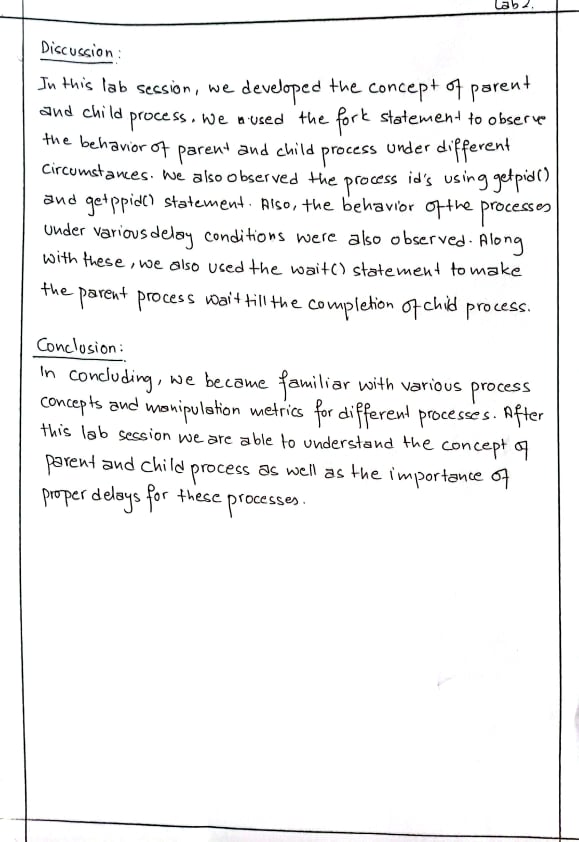 Lab 2.
Discussion:
In this lab session, we developed the concept of parent
and child process. We used the fork statement to observe
the behavior of parent and child process under different
circumstances. We also observed the process id's using getpid()
and getppid() statement. Also, the behavior of the processes
under various delay conditions were also observed. Along
with these, we also used the wait() statement to make
the parent process wait till the completion of chid process.
Conclusion:
In concluding, we became familiar with various process
concepts and manipulation metrics for different processes. After
this lab session we are able to understand the concept of
parent and child process as well as the importance of
proper delays for these processes.